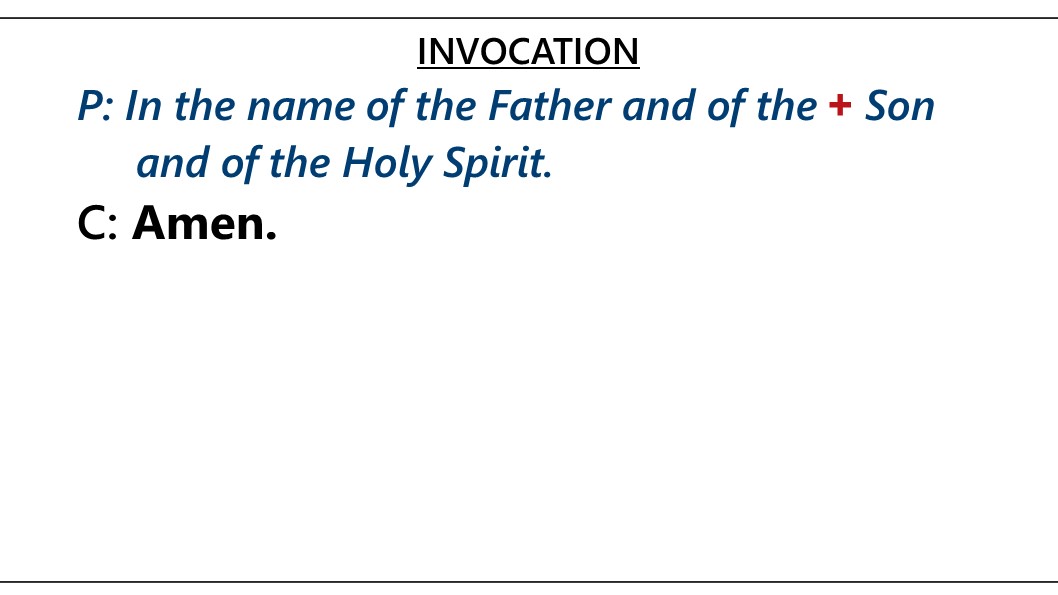 INVOCATION
P: In the name of the Father and of the + Son
and of the Holy Spirit.
C: Amen.